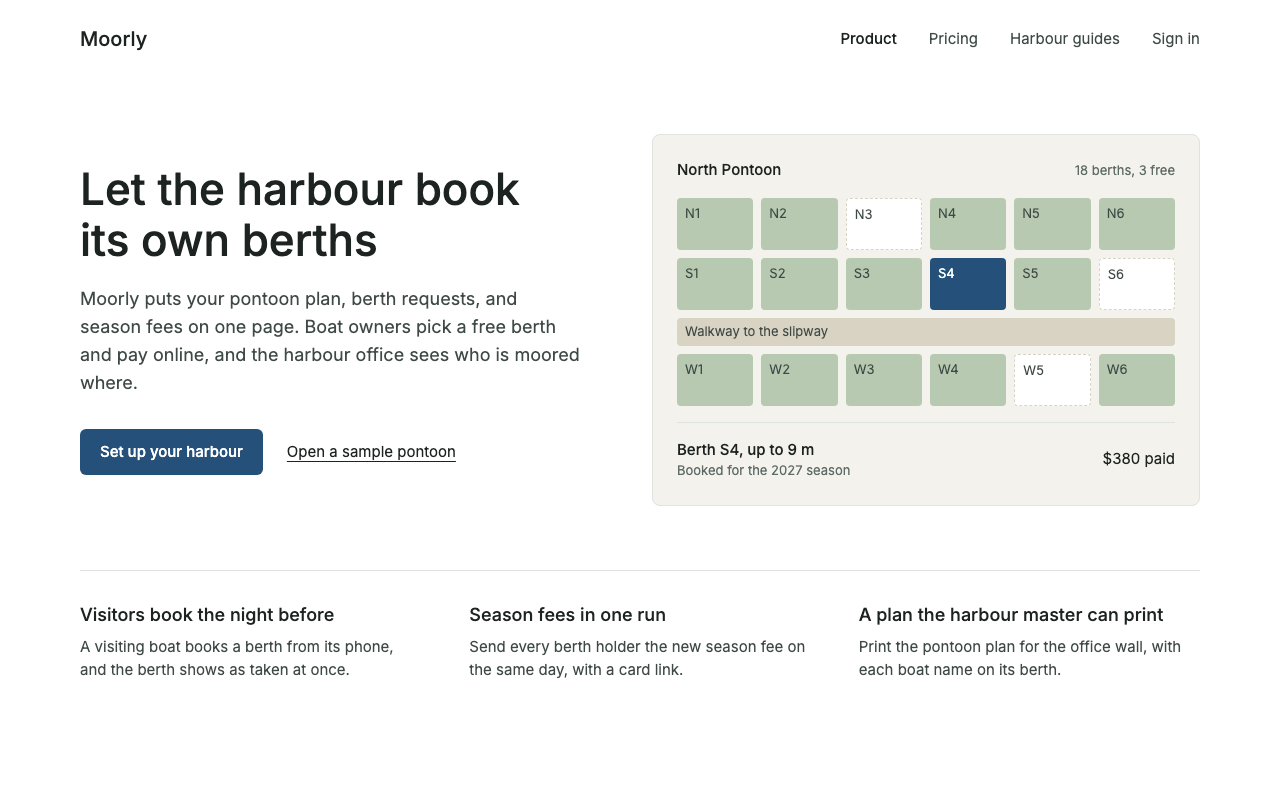 Moorly
Product Pricing Harbour guides Sign in
Let the harbour book
its own berths
Moorly puts your pontoon plan, berth requests, and
season fees on one page. Boat owners pick a free berth
and pay online, and the harbour office sees who is moored
where.
Set up your harbour
Open a sample pontoon
North Pontoon
18 berths, 3 free
N1 N2 N3 N4 N5 N6
S1 S2 S3 S4 S5 S6
Walkway to the slipway
W1 W2 W3 W4 W5 W6
Berth S4, up to 9 m
Booked for the 2027 season
$380 paid
Visitors book the night before
A visiting boat books a berth from its phone,
and the berth shows as taken at once.
Season fees in one run
Send every berth holder the new season fee on
the same day, with a card link.
A plan the harbour master can print
Print the pontoon plan for the office wall, with
each boat name on its berth.